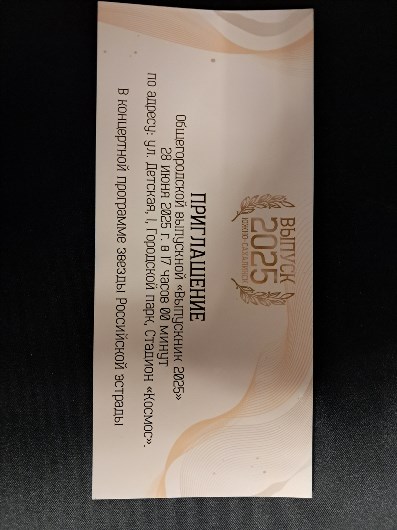 ВЫПУСК
2025
ЮЖНО-САХАЛИНСК
ПРИГЛАШЕНИЕ
Общегородской выпускной «Выпускник 2025»
28 июня 2025 г. в 17 часов 00 минут
по адресу: ул. Детская, 1, Городской парк, Стадион «Космос».
В концертной программе звезды Российской эстрады